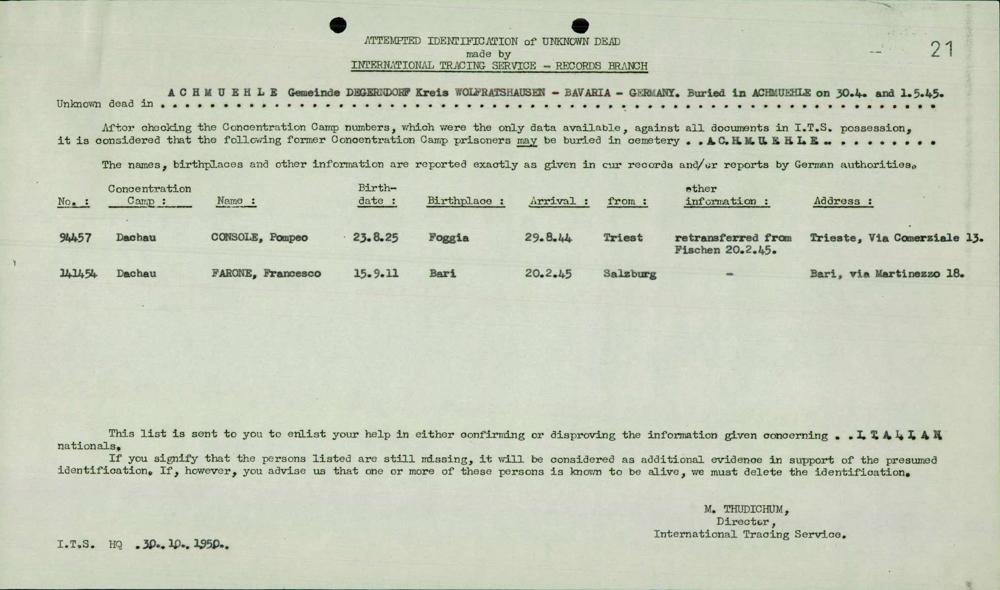 21
ATTEMPTED IDENTIFICATION of UNKNOWN DEAD
made by
INTERNATIONAL TRACING SERVICE - RECORDS BRANCH
Unknown dead in A C H M U E H L E Gemeinde DEGERNDORF Kreis WOLFRATSHAUSEN - BAVARIA - GERMANY. Buried in ACHMUEHLE on 30.4. and 1.5.45.
After checking the Concentration Camp numbers, which were the only data available, against all documents in I.T.S. possession,
it is considered that the following former Concentration Camp prisoners may be buried in cemetery . . A.C.H.M.U.E.H.L.E. . . . . . . . . .
The names, birthplaces and other information are reported exactly as given in our records and/or reports by German authorities.
No. : Concentration Camp : Name : Birth-date : Birthplace : Arrival : from : other information : Address :
94457 Dachau CONSOLE, Pompeo 23.8.25 Foggia 29.8.44 Triest retransferred from Trieste, Via Comerziale 13.
Fischen 20.2.45.
141454 Dachau FARONE, Francesco 15.9.11 Bari 20.2.45 Salzburg - Bari, via Martinezzo 18.
This list is sent to you to enlist your help in either confirming or disproving the information given concerning . . I T A L I A N
nationals.
If you signify that the persons listed are still missing, it will be considered as additional evidence in support of the presumed
identification. If, however, you advise us that one or more of these persons is known to be alive, we must delete the identification.
M. THUDICHUM,
Director,
International Tracing Service.
I.T.S. HQ . 30.. 10.. 1950..